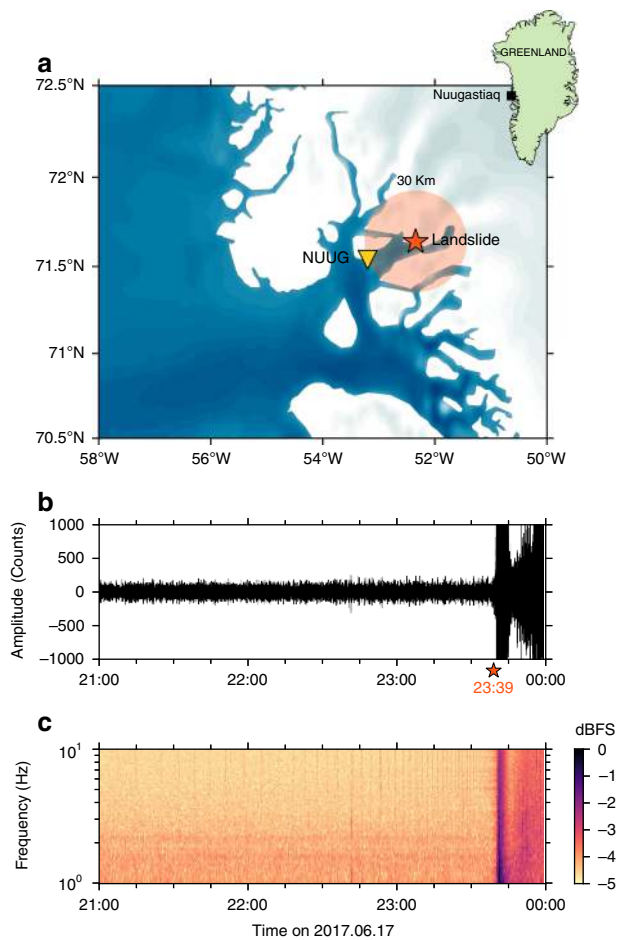 a
GREENLAND
72.5°N
Nuugastiaq
72°N
30 Km
Landslide
NUUG
71.5°N
71°N
70.5°N
58°W 56°W 54°W 52°W 50°W
b
1000
500
0
−500
−1000
Amplitude (Counts)
21:00 22:00 23:00 00:00
23:39
c
dBFS
10¹
10⁰
Frequency (Hz)
0
−1
−2
−3
−4
−5
21:00 22:00 23:00 00:00
Time on 2017.06.17